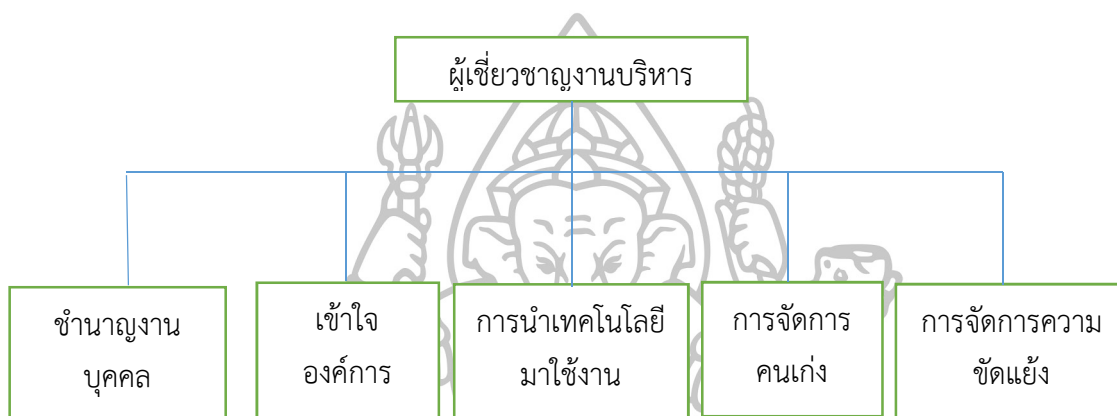 ผู้เชี่ยวชาญงานบริหาร
ชำนาญงาน
บุคคล
เข้าใจ
องค์การ
การนำเทคโนโลยี
มาใช้งาน
การจัดการ
คนเก่ง
การจัดการความ
ขัดแย้ง